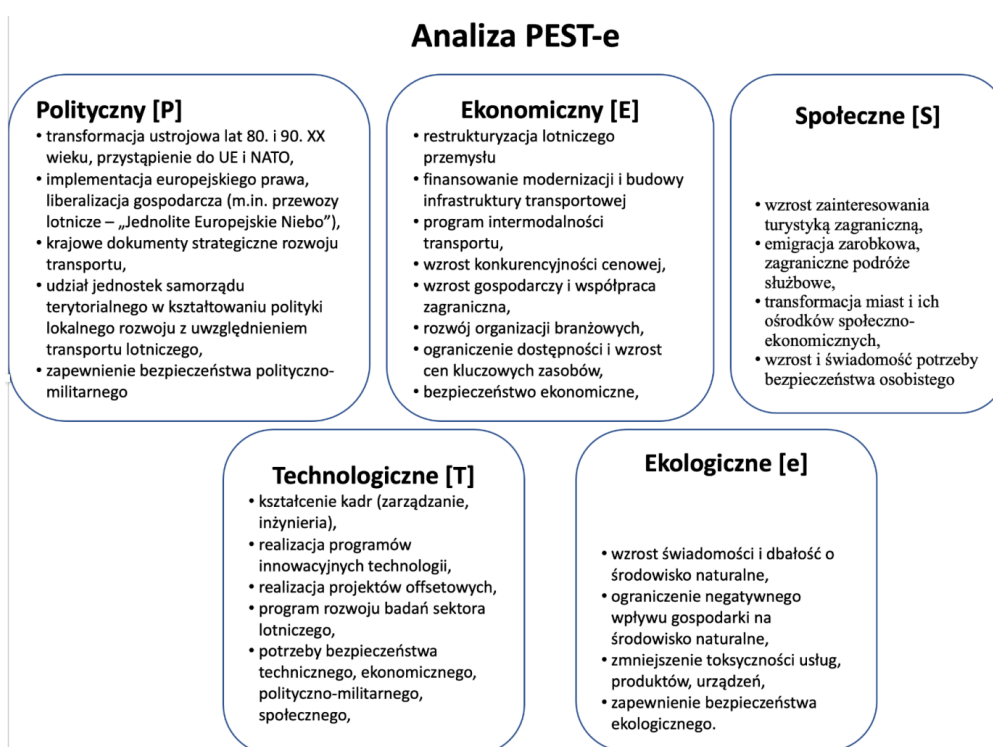 Analiza PEST-e
Polityczny [P]
• transformacja ustrojowa lat 80. i 90. XX
wieku, przystąpienie do UE i NATO,
• implementacja europejskiego prawa,
liberalizacja gospodarcza (m.in. przewozy
lotnicze – „Jednolite Europejskie Niebo”),
• krajowe dokumenty strategiczne rozwoju
transportu,
• udział jednostek samorządu
terytorialnego w kształtowaniu polityki
lokalnego rozwoju z uwzględnieniem
transportu lotniczego,
• zapewnienie bezpieczeństwa polityczno-
militarnego
Ekonomiczny [E]
• restrukturyzacja lotniczego
przemysłu
• finansowanie modernizacji i budowy
infrastruktury transportowej
• program intermodalności
transportu,
• wzrost konkurencyjności cenowej,
• wzrost gospodarczy i współpraca
zagraniczna,
• rozwój organizacji branżowych,
• ograniczenie dostępności i wzrost
cen kluczowych zasobów,
• bezpieczeństwo ekonomiczne,
Społeczne [S]
• wzrost zainteresowania
turystyką zagraniczną,
• emigracja zarobkowa,
zagraniczne podróże
służbowe,
• transformacja miast i ich
ośrodków społeczno-
ekonomicznych,
• wzrost i świadomość potrzeby
bezpieczeństwa osobistego
Technologiczne [T]
• kształcenie kadr (zarządzanie,
inżynieria),
• realizacja programów
innowacyjnych technologii,
• realizacja projektów offsetowych,
• program rozwoju badań sektora
lotniczego,
• potrzeby bezpieczeństwa
technicznego, ekonomicznego,
polityczno-militarnego,
społecznego,
Ekologiczne [e]
• wzrost świadomości i dbałość o
środowisko naturalne,
• ograniczenie negatywnego
wpływu gospodarki na
środowisko naturalne,
• zmniejszenie toksyczności usług,
produktów, urządzeń,
• zapewnienie bezpieczeństwa
ekologicznego.